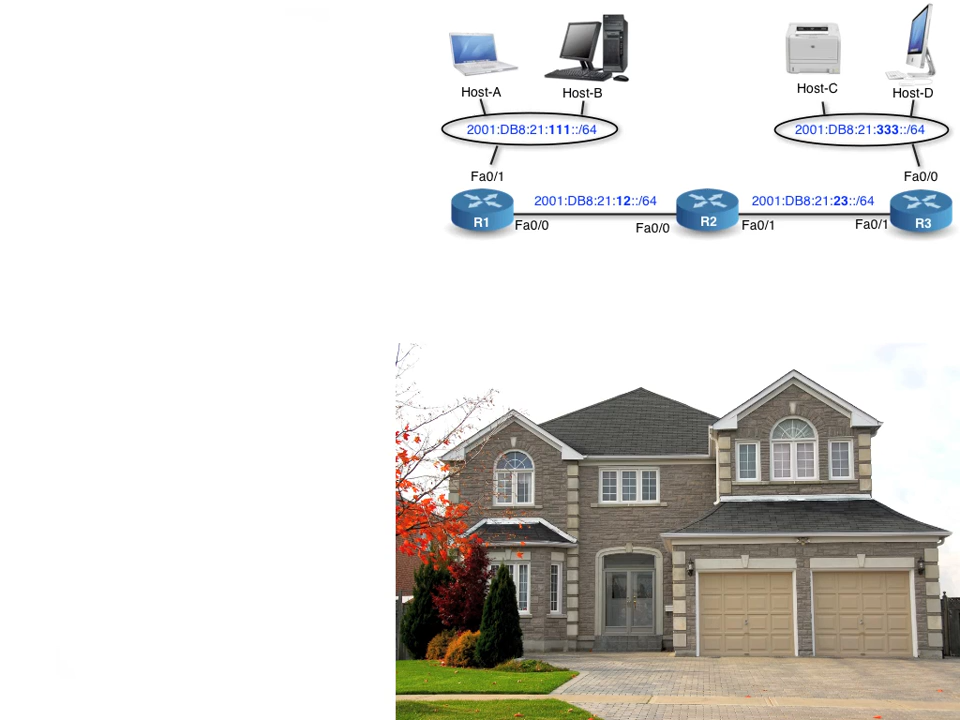 Host-A
Host-B
Host-C
Host-D
2001:DB8:21:111::/64
2001:DB8:21:333::/64
Fa0/1
Fa0/0
2001:DB8:21:12::/64
2001:DB8:21:23::/64
R1
R2
R3
Fa0/0
Fa0/0
Fa0/1
Fa0/1